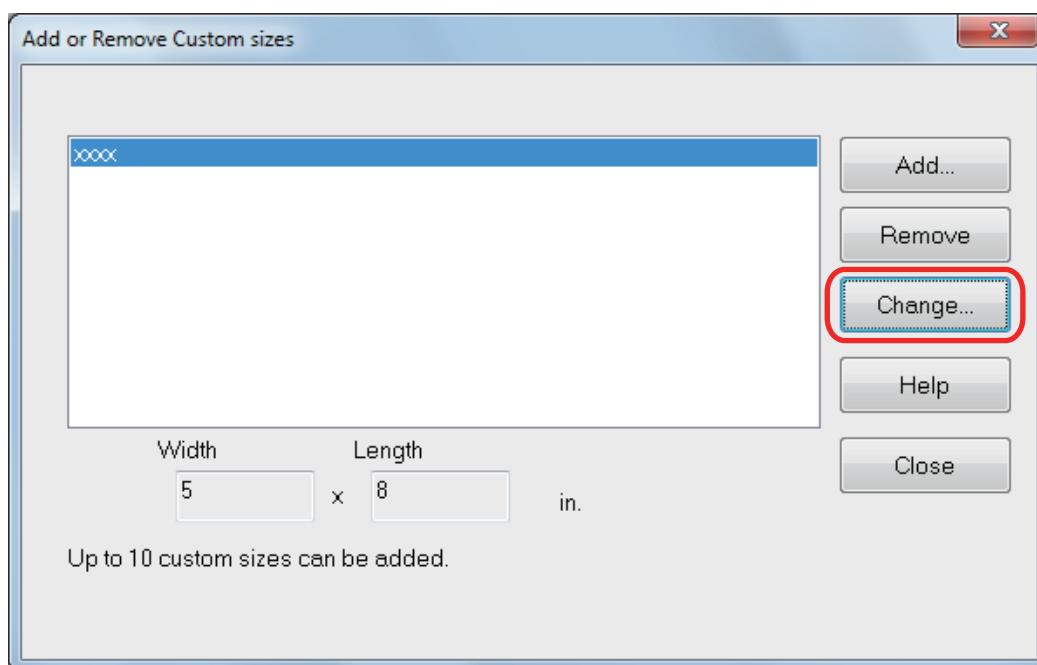 Add or Remove Custom sizes
xxxx
Add...
Remove
Change...
Help
Close
Width Length
5 x 8 in.
Up to 10 custom sizes can be added.